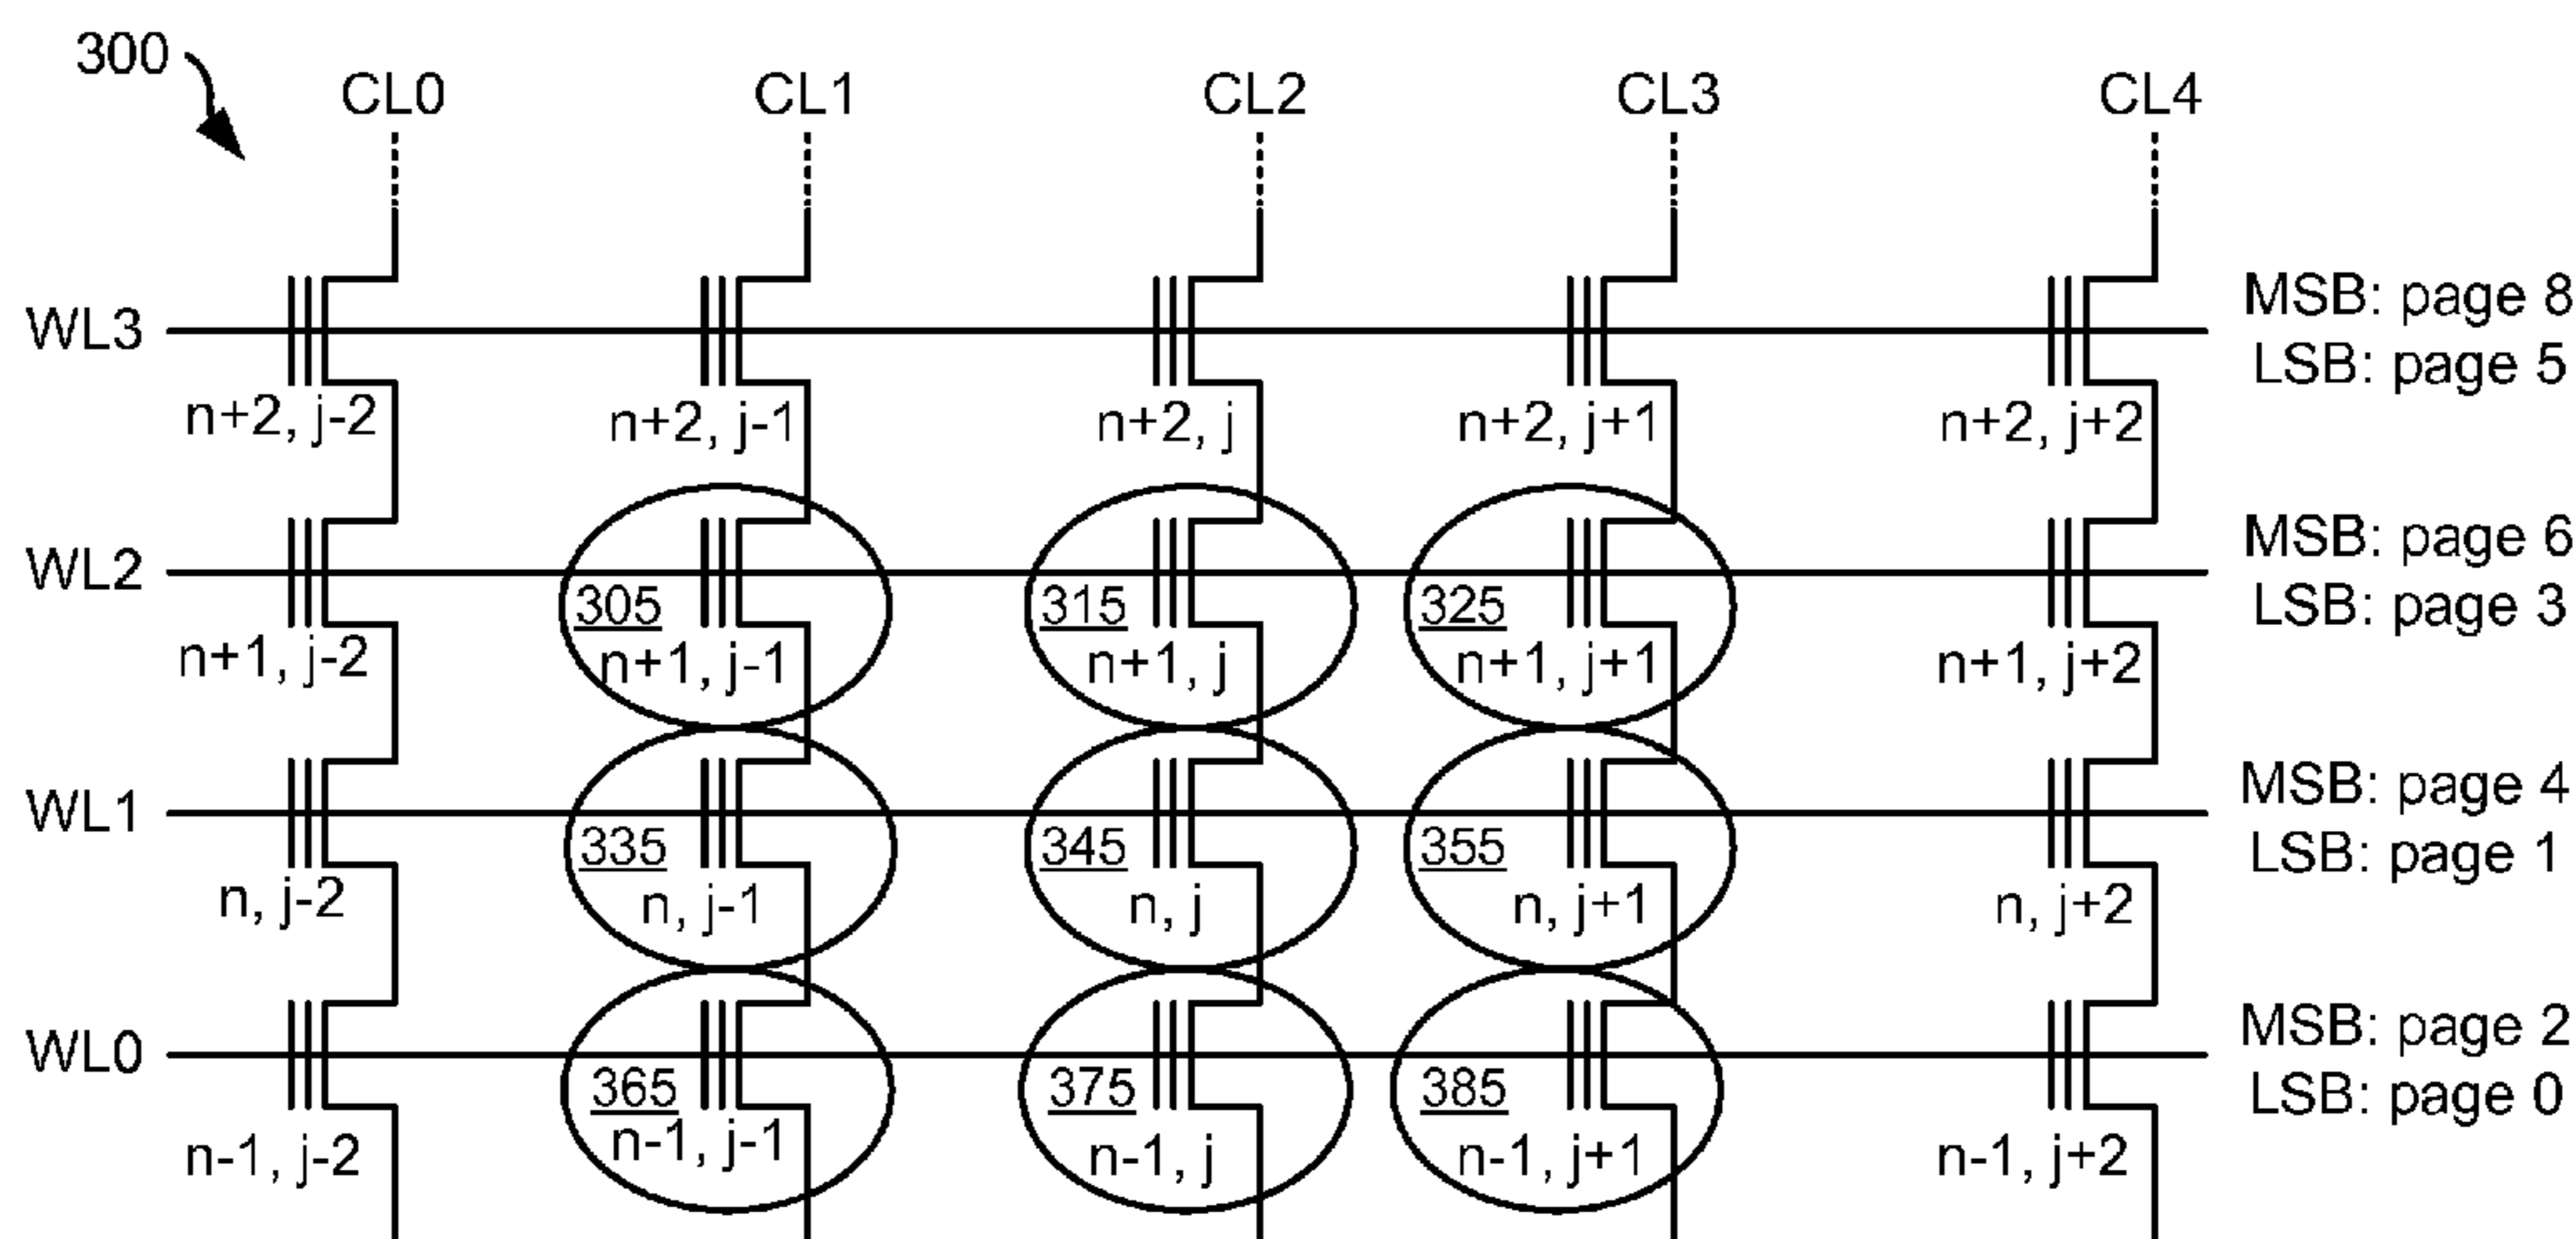 300
CL0 CL1 CL2 CL3 CL4
MSB: page 8
WL3
LSB: page 5
n+2, j-2 n+2, j-1 n+2, j n+2, j+1 n+2, j+2
MSB: page 6
WL2
305 315 325 LSB: page 3
n+1, j-2 n+1, j-1 n+1, j n+1, j+1 n+1, j+2
MSB: page 4
WL1
335 345 355 LSB: page 1
n, j-2 n, j-1 n, j n, j+1 n, j+2
MSB: page 2
WL0
365 375 385 LSB: page 0
n-1, j-2 n-1, j-1 n-1, j n-1, j+1 n-1, j+2